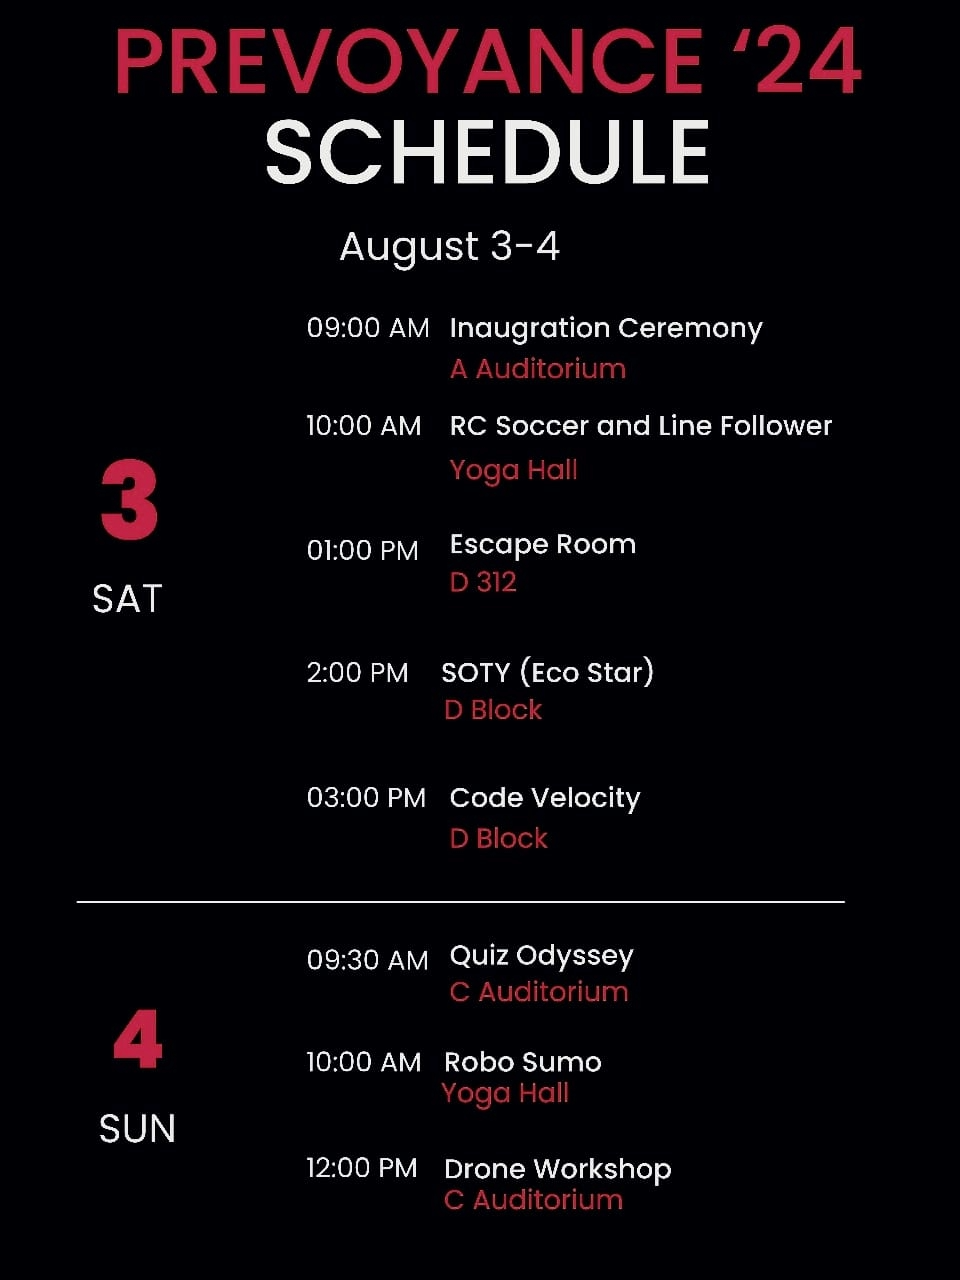 PREVOYANCE ‘24
SCHEDULE
August 3-4
3
SAT
09:00 AM Inaugration Ceremony
A Auditorium
10:00 AM RC Soccer and Line Follower
Yoga Hall
01:00 PM Escape Room
D 312
2:00 PM SOTY (Eco Star)
D Block
03:00 PM Code Velocity
D Block
4
SUN
09:30 AM Quiz Odyssey
C Auditorium
10:00 AM Robo Sumo
Yoga Hall
12:00 PM Drone Workshop
C Auditorium